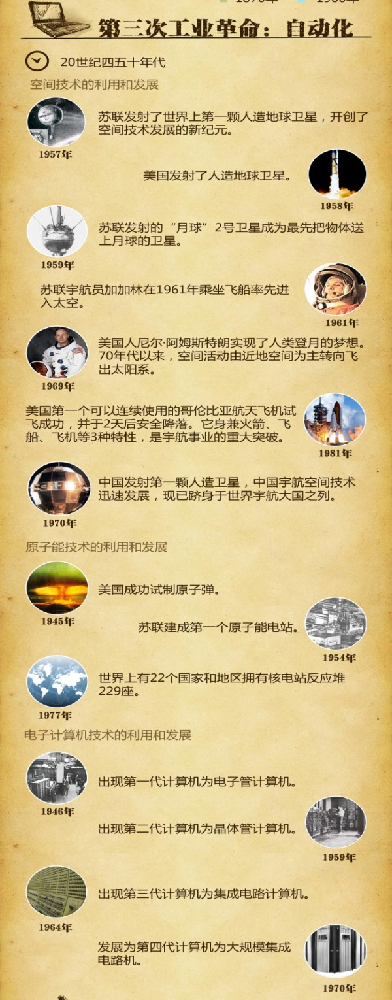 第三次工业革命：自动化
20世纪四五十年代
空间技术的利用和发展
苏联发射了世界上第一颗人造地球卫星，开创了
空间技术发展的新纪元。
1957年
美国发射了人造地球卫星。
1958年
苏联发射的“月球”2号卫星成为最先把物体送
上月球的卫星。
1959年
苏联宇航员加加林在1961年乘坐飞船率先进
入太空。
1961年
美国人尼尔·阿姆斯特朗实现了人类登月的梦想。
70年代以来，空间活动由近地空间为主转向飞
出太阳系。
1969年
美国第一个可以连续使用的哥伦比亚航天飞机试
飞成功，并于2天后安全降落。它身兼火箭、飞
船、飞机等3种特性，是宇航事业的重大突破。
1981年
中国发射第一颗人造卫星，中国宇航空间技术
迅速发展，现已跻身于世界宇航大国之列。
1970年
原子能技术的利用和发展
美国成功试制原子弹。
1945年
苏联建成第一个原子能电站。
1954年
世界上有22个国家和地区拥有核电站反应堆
229座。
1977年
电子计算机技术的利用和发展
出现第一代计算机为电子管计算机。
1946年
出现第二代计算机为晶体管计算机。
1959年
出现第三代计算机为集成电路计算机。
1964年
发展为第四代计算机为大规模集成
电路机。
1970年